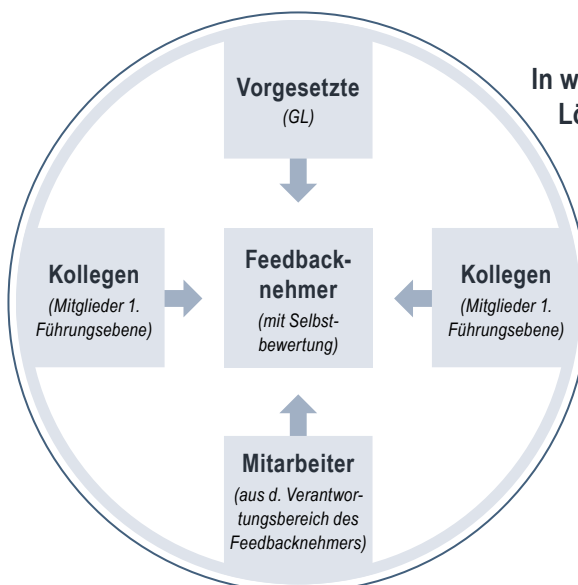 Vorgesetzte
(GL)
In w
Lö
Kollegen
(Mitglieder 1.
Führungsebene)
Feedback-
nehmer
(mit Selbst-
bewertung)
Kollegen
(Mitglieder 1.
Führungsebene)
Mitarbeiter
(aus d. Verantwor-
tungsbereich des
Feedbacknehmers)